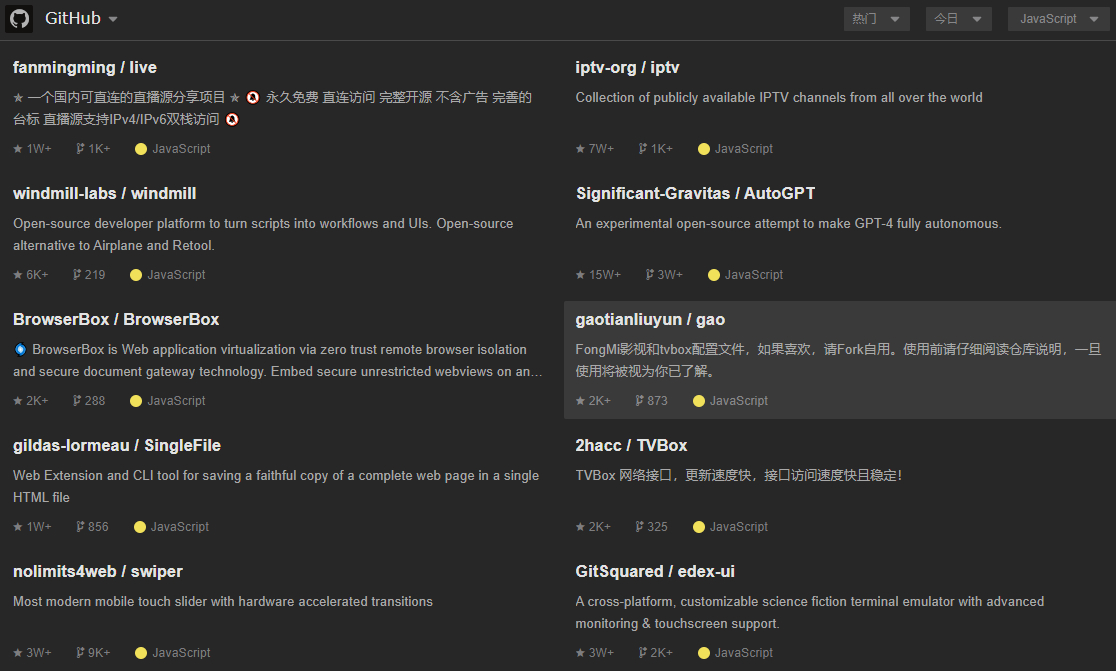 GitHub
热门
今日
JavaScript
fanmingming / live
★ 一个国内可直连的直播源分享项目 ★ 永久免费 直连访问 完整开源 不含广告 完善的
台标 直播源支持IPv4/IPv6双栈访问
★ 1W+ 1K+ JavaScript
iptv-org / iptv
Collection of publicly available IPTV channels from all over the world
★ 7W+ 1K+ JavaScript
windmill-labs / windmill
Open-source developer platform to turn scripts into workflows and UIs. Open-source
alternative to Airplane and Retool.
★ 6K+ 219 JavaScript
Significant-Gravitas / AutoGPT
An experimental open-source attempt to make GPT-4 fully autonomous.
★ 15W+ 3W+ JavaScript
BrowserBox / BrowserBox
BrowserBox is Web application virtualization via zero trust remote browser isolation
and secure document gateway technology. Embed secure unrestricted webviews on an…
★ 2K+ 288 JavaScript
gaotianliuyun / gao
FongMi影视和tvbox配置文件，如果喜欢，请Fork自用。使用前请仔细阅读仓库说明，一旦
使用将被视为你已了解。
★ 2K+ 873 JavaScript
gildas-lormeau / SingleFile
Web Extension and CLI tool for saving a faithful copy of a complete web page in a single
HTML file
★ 1W+ 856 JavaScript
2hacc / TVBox
TVBox 网络接口，更新速度快，接口访问速度快且稳定！
★ 2K+ 325 JavaScript
nolimits4web / swiper
Most modern mobile touch slider with hardware accelerated transitions
★ 3W+ 9K+ JavaScript
GitSquared / edex-ui
A cross-platform, customizable science fiction terminal emulator with advanced
monitoring & touchscreen support.
★ 3W+ 2K+ JavaScript